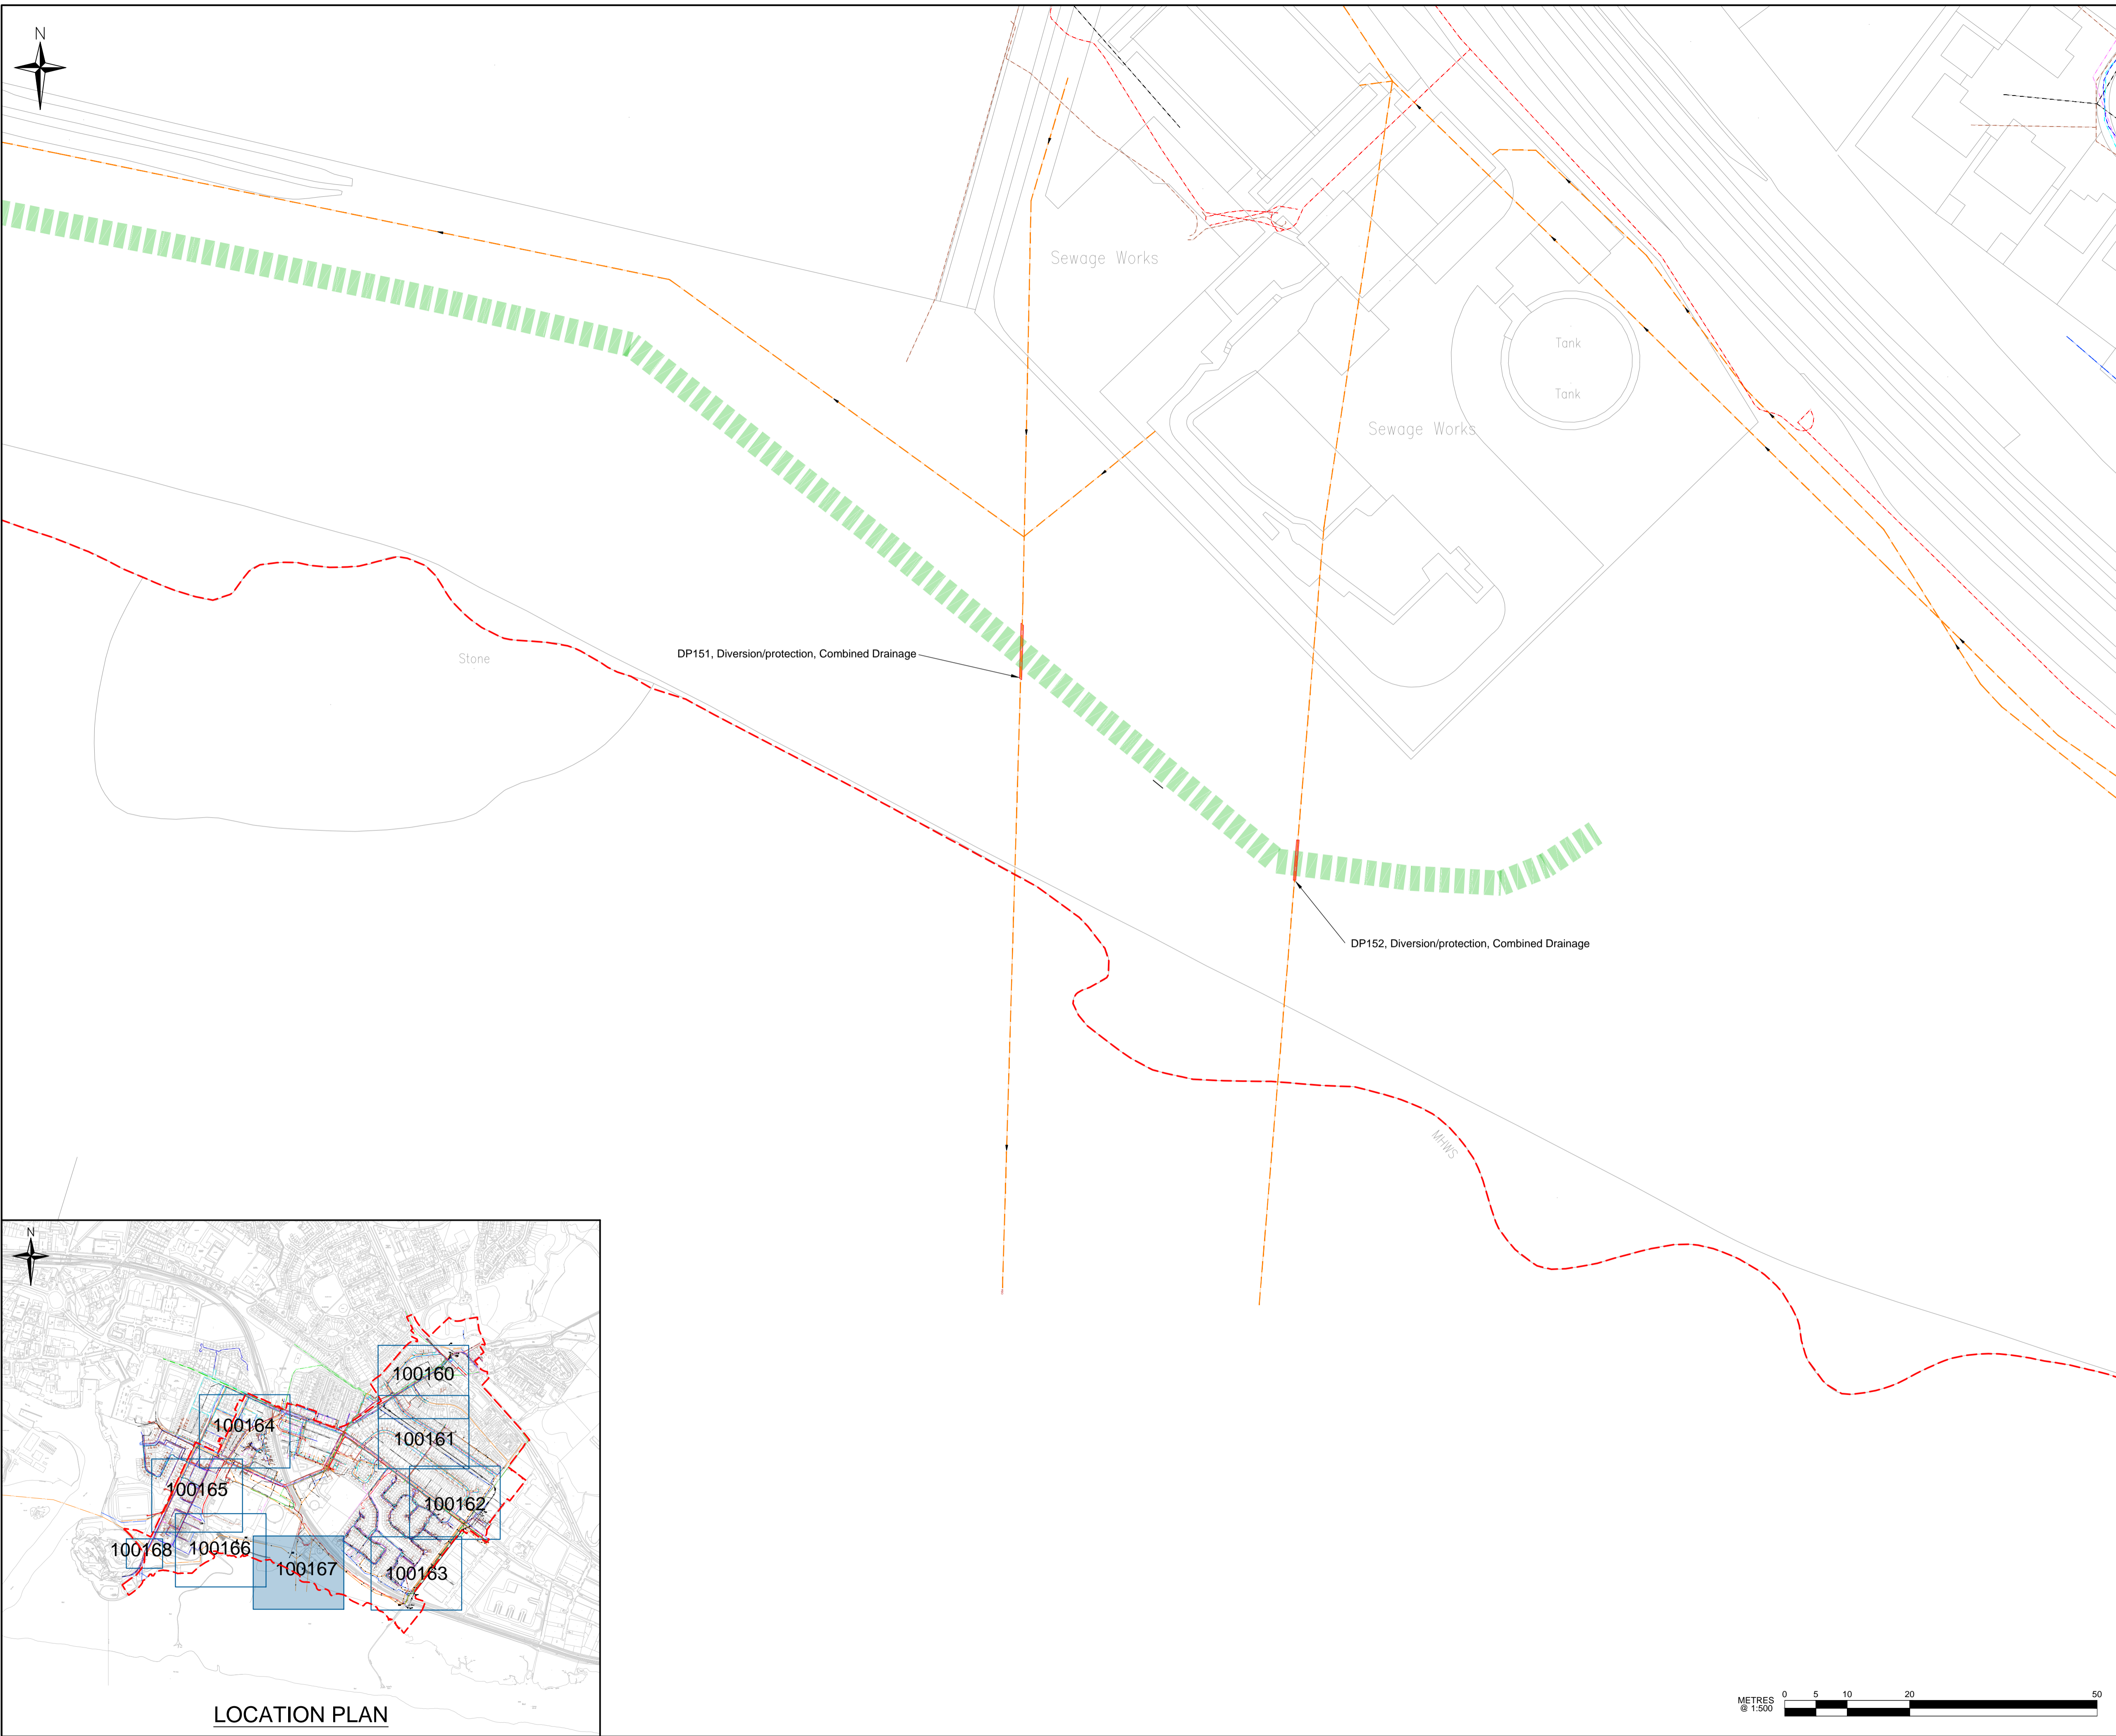 N
Sewage Works
Tank
Tank
Sewage Works
DP151, Diversion/protection, Combined Drainage
Stone
DP152, Diversion/protection, Combined Drainage
MHWS
N
100160
100164
100161
100165
100162
100168
100166
100167
100163
LOCATION PLAN
METRES
@ 1:500
0 5 10 20 50